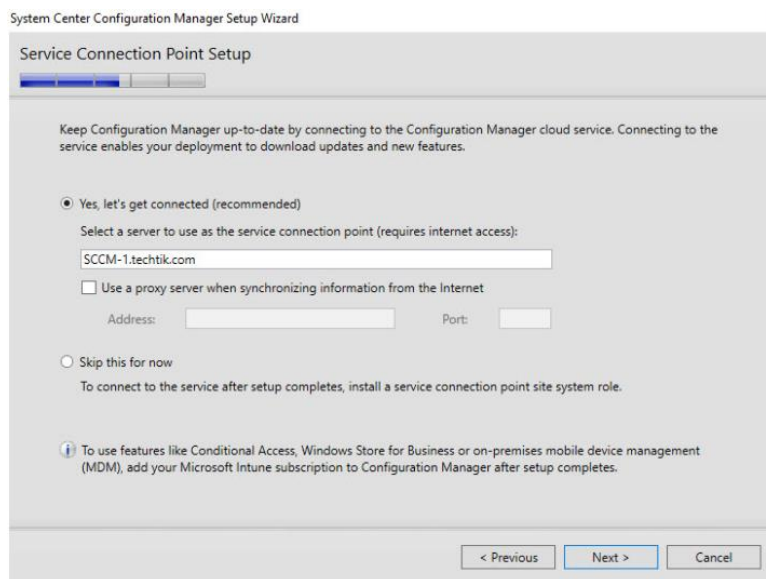 System Center Configuration Manager Setup Wizard
Service Connection Point Setup
Keep Configuration Manager up-to-date by connecting to the Configuration Manager cloud service. Connecting to the
service enables your deployment to download updates and new features.
Yes, let's get connected (recommended)
Select a server to use as the service connection point (requires internet access):
SCCM-1.techtik.com
Use a proxy server when synchronizing information from the Internet
Address: Port:
Skip this for now
To connect to the service after setup completes, install a service connection point site system role.
To use features like Conditional Access, Windows Store for Business or on-premises mobile device management
(MDM), add your Microsoft Intune subscription to Configuration Manager after setup completes.
< Previous Next > Cancel